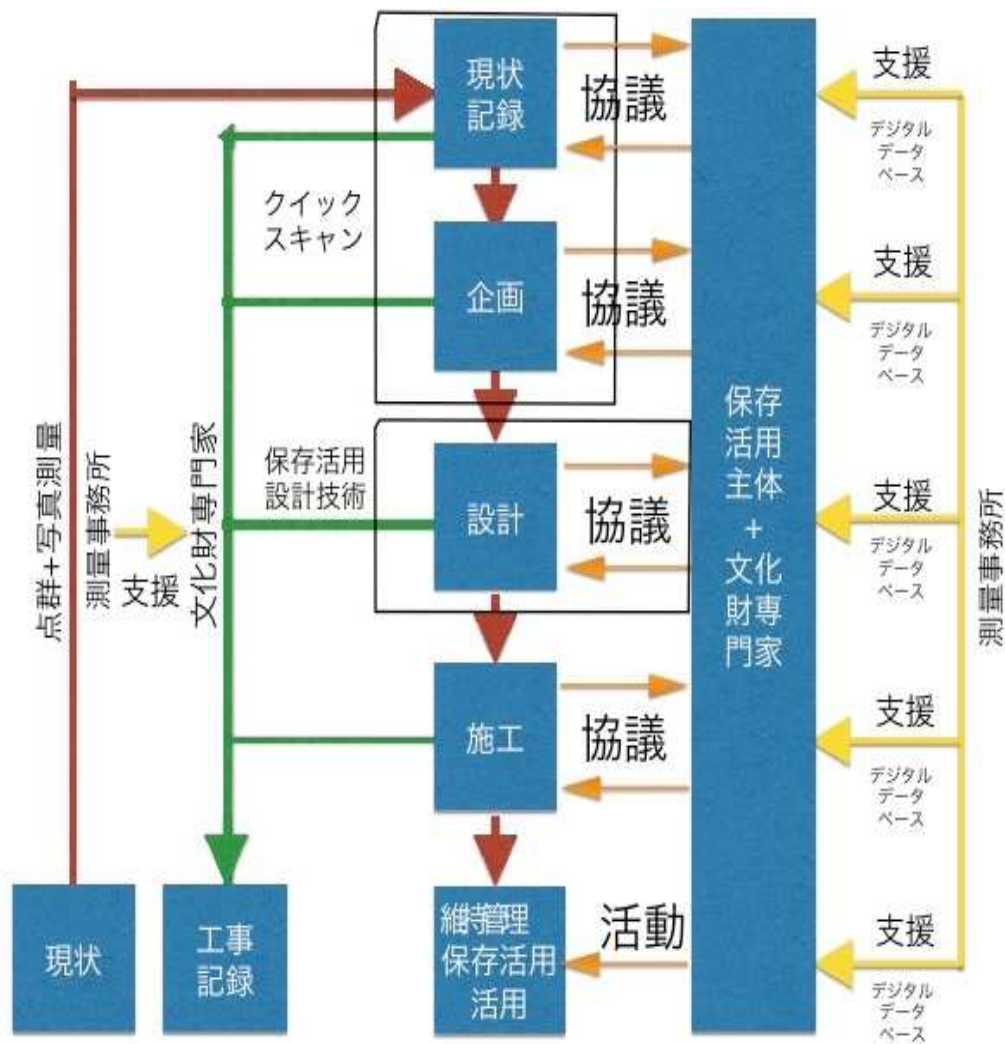 現状
記録
協議
支援
デジタル
データ
ベース
クイック
スキャン
企画
協議
支援
デジタル
データ
ベース
点群+写真測量
測量事務所
支援
文化財専門家
保存活用
設計技術
設計
協議
保存
活用
主体
+
文化
財専
門家
支援
デジタル
データ
ベース
測量事務所
施工
協議
支援
デジタル
データ
ベース
現状
工事
記録
維持管理
保存活用
活用
活動
支援
デジタル
データ
ベース